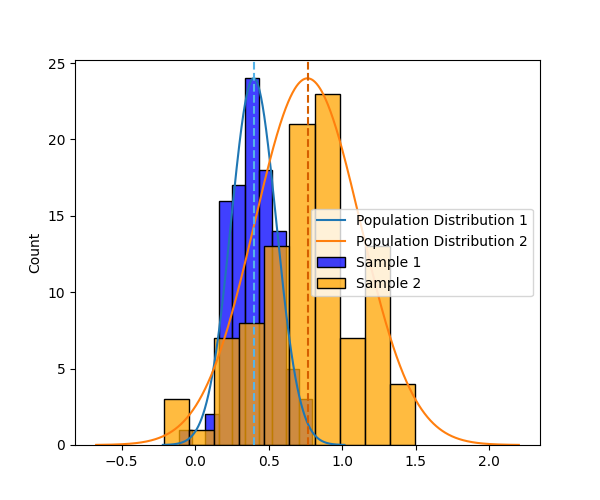 25
20
15
10
5
0
Count
Population Distribution 1
Population Distribution 2
Sample 1
Sample 2
−0.5 0.0 0.5 1.0 1.5 2.0